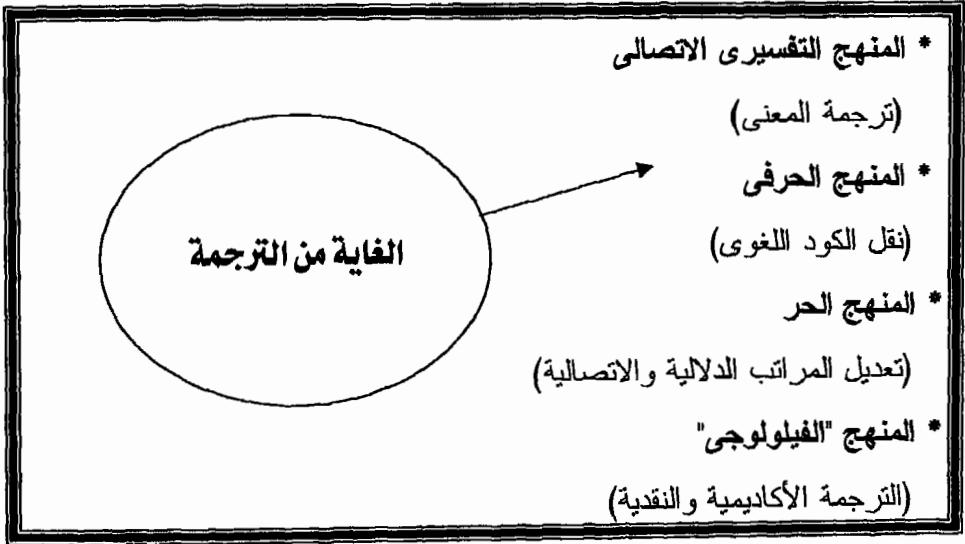 * المنهج التفسيرى الاتصالى
(ترجمة المعنى)
* المنهج الحرفى
(نقل الكود اللغوى)
* المنهج الحر
(تعديل المراتب الدلالية والاتصالية)
* المنهج "الفيلولوجى"
(الترجمة الأكاديمية والنقدية)
الغاية من الترجمة